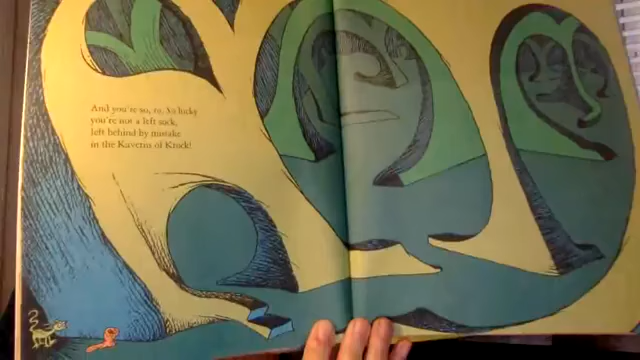 And you're so, so, so lucky
you're not a left sock,
left behind by mistake
in the Kaverns of Krock!